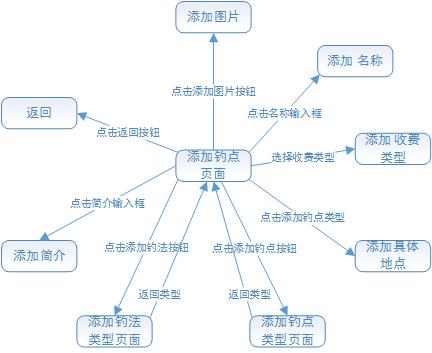 添加图片
添加 名称
点击添加图片按钮
点击名称输入框
返回
点击返回按钮
添加 收费
类型
选择收费类型
添加钓点
页面
点击简介输入框
点击添加钓点类型
添加简介
点击添加钓法按钮
点击添加钓点按钮
添加具体
地点
返回类型
返回类型
添加钓法
类型页面
添加钓点
类型页面